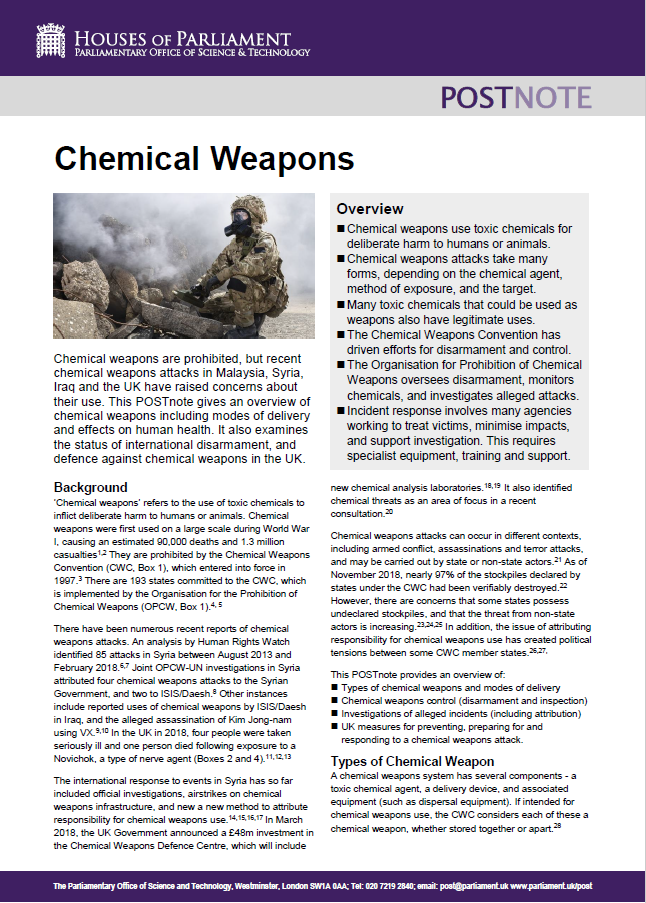 HOUSES OF PARLIAMENT
PARLIAMENTARY OFFICE OF SCIENCE & TECHNOLOGY
POSTNOTE
Chemical Weapons
Chemical weapons are prohibited, but recent
chemical weapons attacks in Malaysia, Syria,
Iraq and the UK have raised concerns about
their use. This POSTnote gives an overview of
chemical weapons including modes of delivery
and effects on human health. It also examines
the status of international disarmament, and
defence against chemical weapons in the UK.
Overview
■ Chemical weapons use toxic chemicals for
deliberate harm to humans or animals.
■ Chemical weapons attacks take many
forms, depending on the chemical agent,
method of exposure, and the target.
■ Many toxic chemicals that could be used as
weapons also have legitimate uses.
■ The Chemical Weapons Convention has
driven efforts for disarmament and control.
■ The Organisation for Prohibition of Chemical
Weapons oversees disarmament, monitors
chemicals, and investigates alleged attacks.
■ Incident response involves many agencies
working to treat victims, minimise impacts,
and support investigation. This requires
specialist equipment, training and support.
Background
'Chemical weapons' refers to the use of toxic chemicals to
inflict deliberate harm to humans or animals. Chemical
weapons were first used on a large scale during World War
I, causing an estimated 90,000 deaths and 1.3 million
casualties1,2 They are prohibited by the Chemical Weapons
Convention (CWC, Box 1), which entered into force in
1997.3 There are 193 states committed to the CWC, which
is implemented by the Organisation for the Prohibition of
Chemical Weapons (OPCW, Box 1).4, 5
There have been numerous recent reports of chemical
weapons attacks. An analysis by Human Rights Watch
identified 85 attacks in Syria between August 2013 and
February 2018.6,7 Joint OPCW-UN investigations in Syria
attributed four chemical weapons attacks to the Syrian
Government, and two to ISIS/Daesh.8 Other instances
include reported uses of chemical weapons by ISIS/Daesh
in Iraq, and the alleged assassination of Kim Jong-nam
using VX.9,10 In the UK in 2018, four people were taken
seriously ill and one person died following exposure to a
Novichok, a type of nerve agent (Boxes 2 and 4).11,12,13
The international response to events in Syria has so far
included official investigations, airstrikes on chemical
weapons infrastructure, and new a new method to attribute
responsibility for chemical weapons use.14,15,16,17 In March
2018, the UK Government announced a £48m investment in
the Chemical Weapons Defence Centre, which will include
new chemical analysis laboratories.18,19 It also identified
chemical threats as an area of focus in a recent
consultation.20
Chemical weapons attacks can occur in different contexts,
including armed conflict, assassinations and terror attacks,
and may be carried out by state or non-state actors.21 As of
November 2018, nearly 97% of the stockpiles declared by
states under the CWC had been verifiably destroyed.22
However, there are concerns that some states possess
undeclared stockpiles, and that the threat from non-state
actors is increasing.23,24,25 In addition, the issue of attributing
responsibility for chemical weapons use has created political
tensions between some CWC member states.26,27,
This POSTnote provides an overview of:
■ Types of chemical weapons and modes of delivery
■ Chemical weapons control (disarmament and inspection)
■ Investigations of alleged incidents (including attribution)
■ UK measures for preventing, preparing for and
responding to a chemical weapons attack.
Types of Chemical Weapon
A chemical weapons system has several components - a
toxic chemical agent, a delivery device, and associated
equipment (such as dispersal equipment). If intended for
chemical weapons use, the CWC considers each of these a
chemical weapon, whether stored together or apart.28
The Parliamentary Office of Science and Technology, Westminster, London SW1A 0AA; Tel: 020 7219 2840; email: post@parliament.uk www.parliament.uk/post